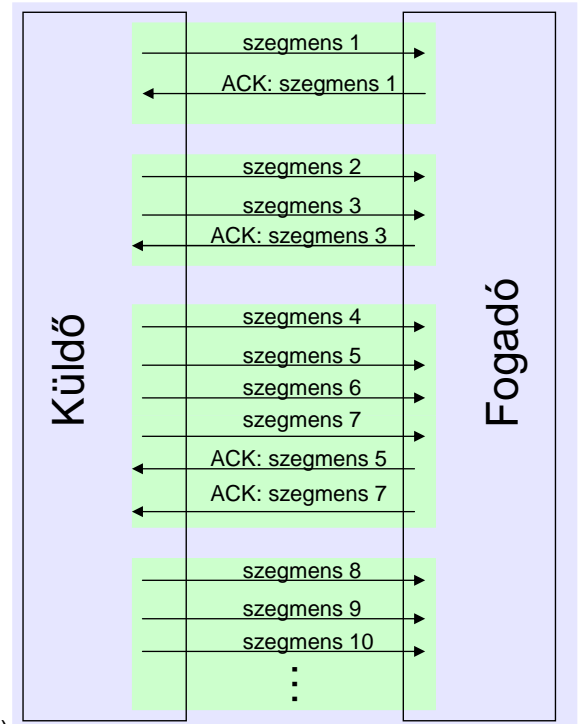 szegmens 1
ACK: szegmens 1
szegmens 2
szegmens 3
ACK: szegmens 3
Küldő
Fogadó
szegmens 4
szegmens 5
szegmens 6
szegmens 7
ACK: szegmens 5
ACK: szegmens 7
szegmens 8
szegmens 9
szegmens 10
⋮
)